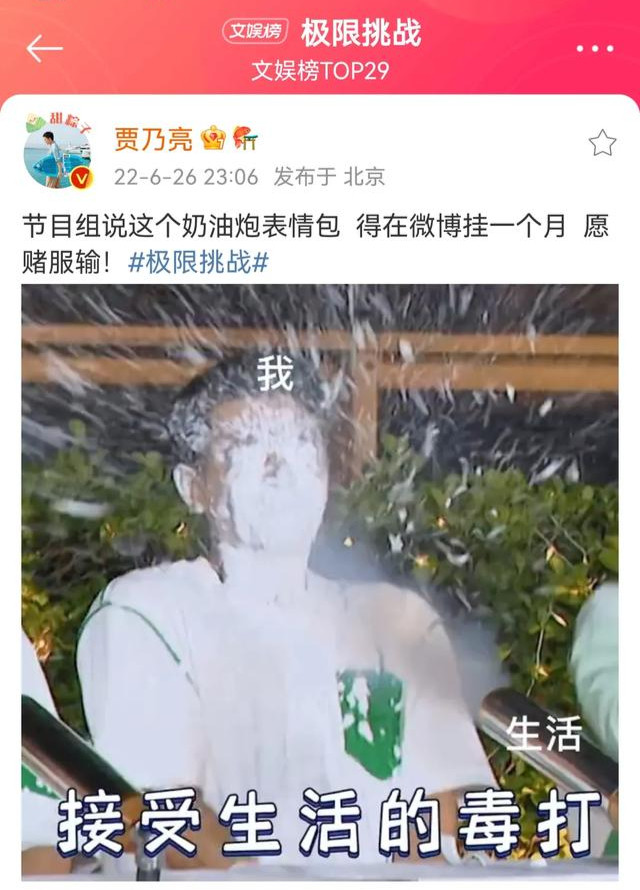 文娱榜 极限挑战
文娱榜TOP29
甜粽子
贾乃亮
22-6-26 23:06 发布于 北京
节目组说这个奶油炮表情包 得在微博挂一个月 愿
赌服输！#极限挑战#
我
生活
接受生活的毒打